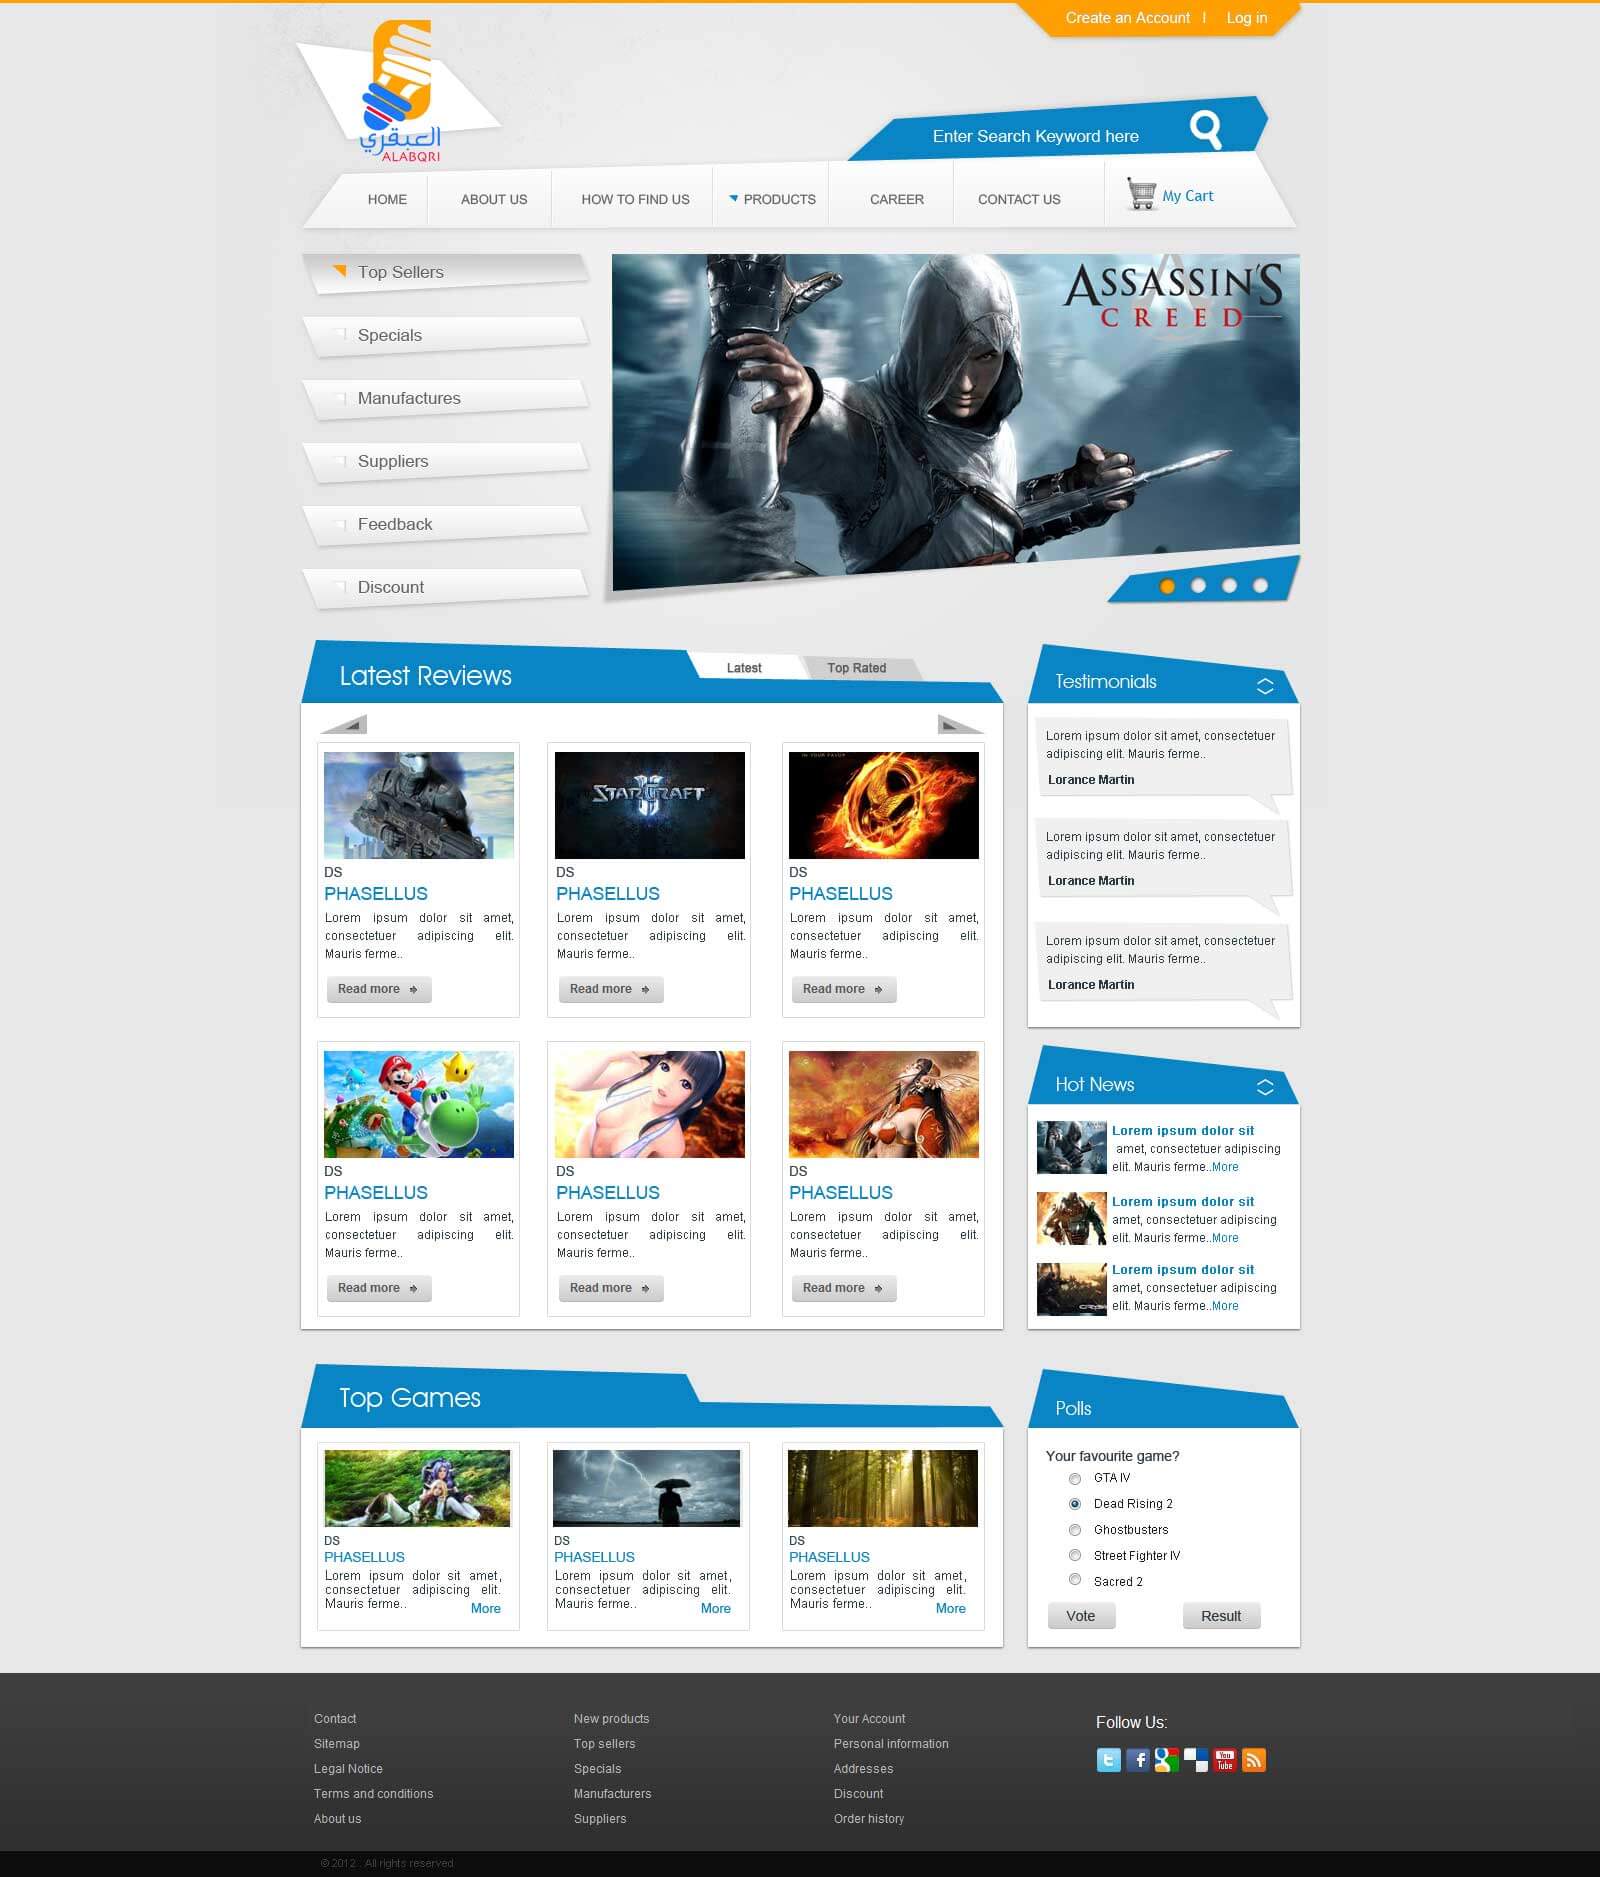 Create an Account | Log in
العبقري
ALABQRI
Enter Search Keyword here
HOME
ABOUT US
HOW TO FIND US
PRODUCTS
CAREER
CONTACT US
My Cart
Top Sellers
Specials
Manufactures
Suppliers
Feedback
Discount
ASSASSIN'S
CREED
Latest Reviews
Latest
Top Rated
STARCRAFT
II
IN YOUR FAVOR
DS
PHASELLUS
Lorem ipsum dolor sit amet,
consectetuer adipiscing elit.
Mauris ferme..
Read more
DS
PHASELLUS
Lorem ipsum dolor sit amet,
consectetuer adipiscing elit.
Mauris ferme..
Read more
DS
PHASELLUS
Lorem ipsum dolor sit amet,
consectetuer adipiscing elit.
Mauris ferme..
Read more
DS
PHASELLUS
Lorem ipsum dolor sit amet,
consectetuer adipiscing elit.
Mauris ferme..
Read more
DS
PHASELLUS
Lorem ipsum dolor sit amet,
consectetuer adipiscing elit.
Mauris ferme..
Read more
DS
PHASELLUS
Lorem ipsum dolor sit amet,
consectetuer adipiscing elit.
Mauris ferme..
Read more
Testimonials
Lorem ipsum dolor sit amet, consectetuer
adipiscing elit. Mauris ferme..
Lorance Martin
Lorem ipsum dolor sit amet, consectetuer
adipiscing elit. Mauris ferme..
Lorance Martin
Lorem ipsum dolor sit amet, consectetuer
adipiscing elit. Mauris ferme..
Lorance Martin
Hot News
Lorem ipsum dolor sit
amet, consectetuer adipiscing
elit. Mauris ferme..More
Lorem ipsum dolor sit
amet, consectetuer adipiscing
elit. Mauris ferme..More
Lorem ipsum dolor sit
amet, consectetuer adipiscing
elit. Mauris ferme..More
Top Games
DS
PHASELLUS
Lorem ipsum dolor sit amet,
consectetuer adipiscing elit.
Mauris ferme..
More
DS
PHASELLUS
Lorem ipsum dolor sit amet,
consectetuer adipiscing elit.
Mauris ferme..
More
DS
PHASELLUS
Lorem ipsum dolor sit amet,
consectetuer adipiscing elit.
Mauris ferme..
More
Polls
Your favourite game?
GTA IV
Dead Rising 2
Ghostbusters
Street Fighter IV
Sacred 2
Vote
Result
Contact
Sitemap
Legal Notice
Terms and conditions
About us
New products
Top sellers
Specials
Manufacturers
Suppliers
Your Account
Personal information
Addresses
Discount
Order history
Follow Us:
You
Tube
© 2012 . All rights reserved